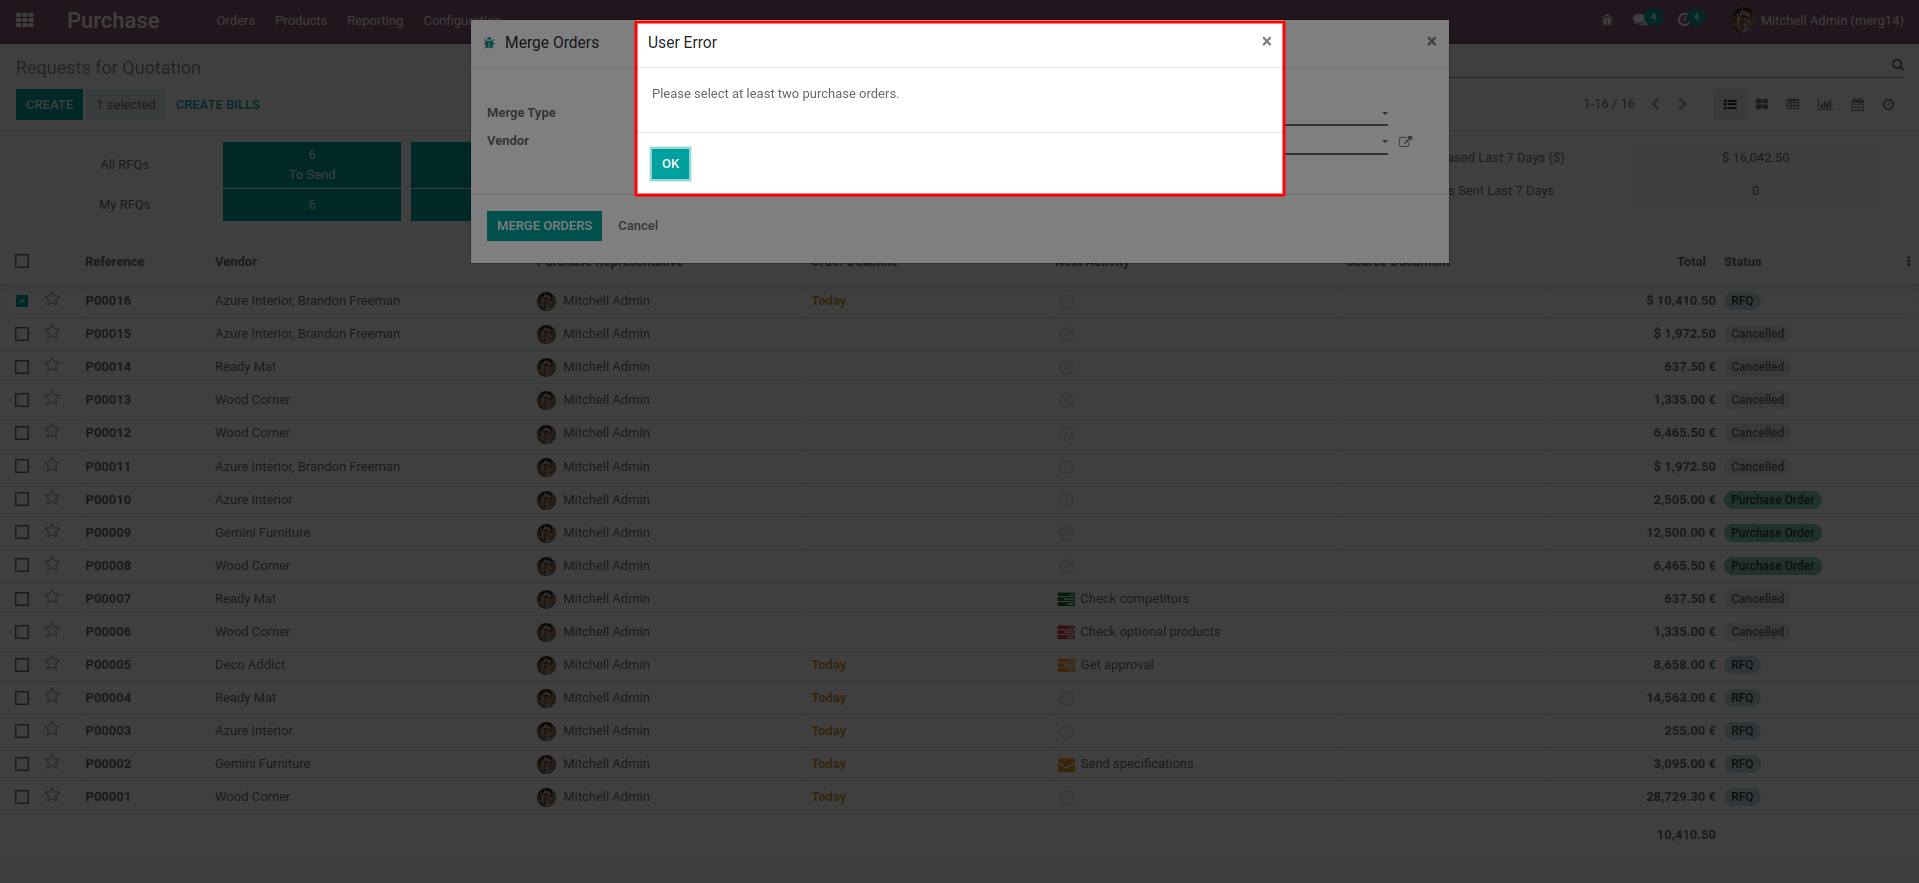 Purchase Orders Products Reporting Configuration 4 4 Mitchell Admin (merg14)
Merge Orders × User Error ×
Requests for Quotation
Please select at least two purchase orders.
CREATE 1 selected CREATE BILLS 1-16 / 16
Merge Type
Vendor
OK
All RFQs 6 To Send
My RFQs 6
ased Last 7 Days ($) $ 16,042.50
s Sent Last 7 Days 0
MERGE ORDERS Cancel
Reference Vendor Purchase Representative Order Deadline Next Activity Source Document Total Status
P00016 Azure Interior, Brandon Freeman Mitchell Admin Today $ 10,410.50 RFQ
P00015 Azure Interior, Brandon Freeman Mitchell Admin $ 1,972.50 Cancelled
P00014 Ready Mat Mitchell Admin 637.50 € Cancelled
P00013 Wood Corner Mitchell Admin 1,335.00 € Cancelled
P00012 Wood Corner Mitchell Admin 6,465.50 € Cancelled
P00011 Azure Interior, Brandon Freeman Mitchell Admin $ 1,972.50 Cancelled
P00010 Azure Interior Mitchell Admin 2,505.00 € Purchase Order
P00009 Gemini Furniture Mitchell Admin 12,500.00 € Purchase Order
P00008 Wood Corner Mitchell Admin 6,465.50 € Purchase Order
P00007 Ready Mat Mitchell Admin Check competitors 637.50 € Cancelled
P00006 Wood Corner Mitchell Admin Check optional products 1,335.00 € Cancelled
P00005 Deco Addict Mitchell Admin Today Get approval 8,658.00 € RFQ
P00004 Ready Mat Mitchell Admin Today 14,563.00 € RFQ
P00003 Azure Interior Mitchell Admin Today 255.00 € RFQ
P00002 Gemini Furniture Mitchell Admin Today Send specifications 3,095.00 € RFQ
P00001 Wood Corner Mitchell Admin Today 28,729.30 € RFQ
10,410.50